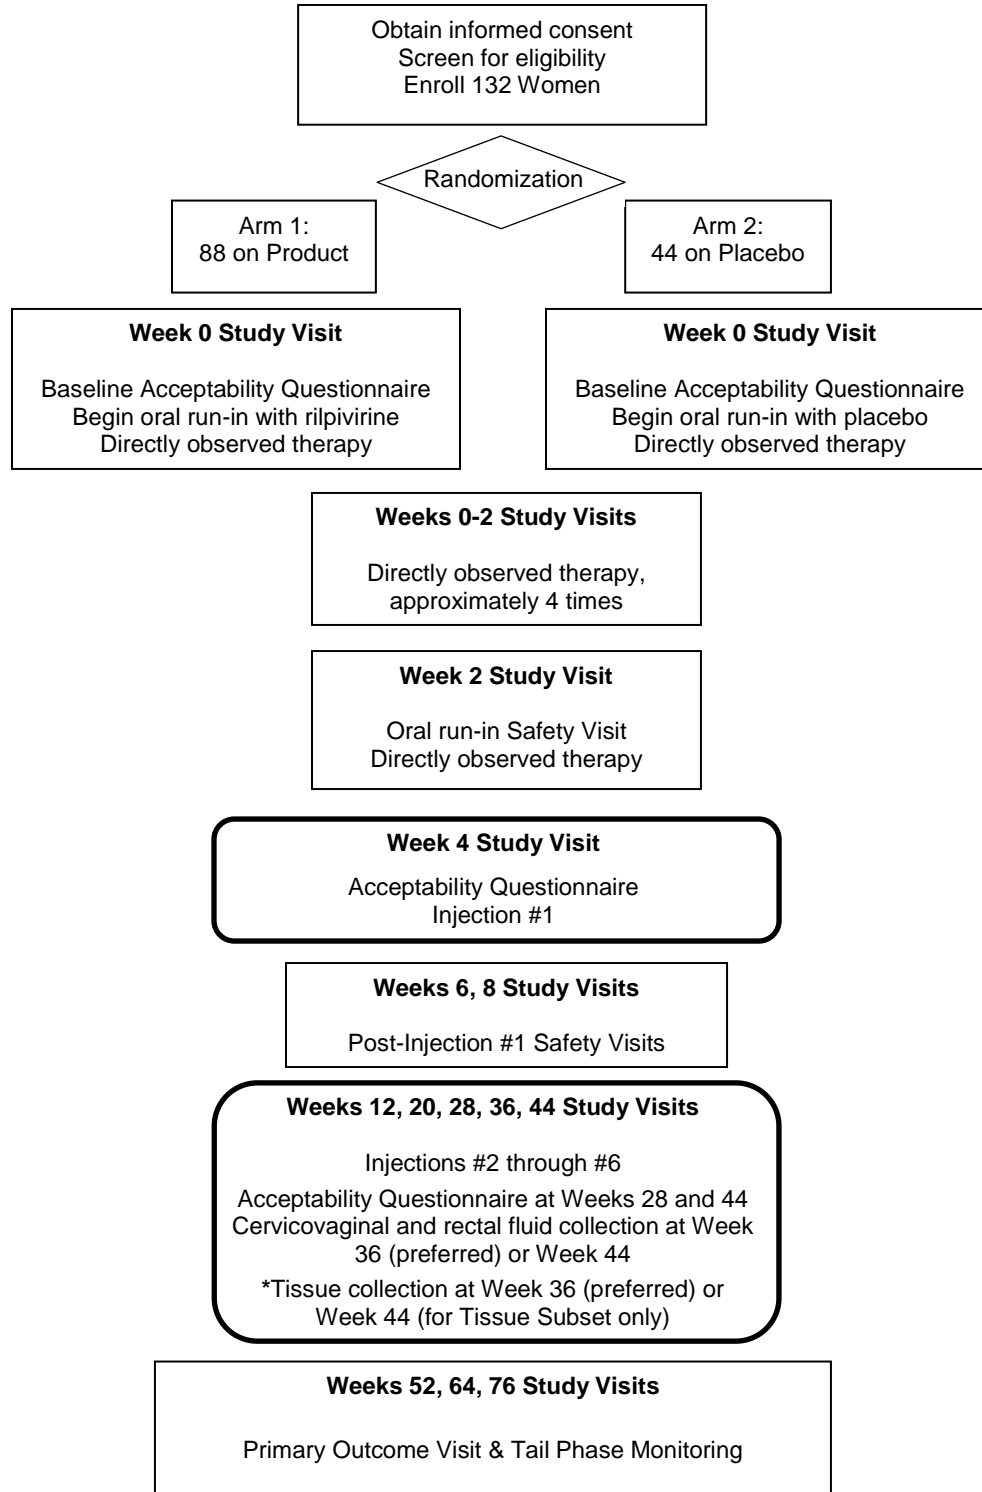 Obtain informed consent
Screen for eligibility
Enroll 132 Women
Randomization
Arm 1:
88 on Product
Arm 2:
44 on Placebo
Week 0 Study Visit
Baseline Acceptability Questionnaire
Begin oral run-in with rilpivirine
Directly observed therapy
Week 0 Study Visit
Baseline Acceptability Questionnaire
Begin oral run-in with placebo
Directly observed therapy
Weeks 0-2 Study Visits
Directly observed therapy,
approximately 4 times
Week 2 Study Visit
Oral run-in Safety Visit
Directly observed therapy
Week 4 Study Visit
Acceptability Questionnaire
Injection #1
Weeks 6, 8 Study Visits
Post-Injection #1 Safety Visits
Weeks 12, 20, 28, 36, 44 Study Visits
Injections #2 through #6
Acceptability Questionnaire at Weeks 28 and 44
Cervicovaginal and rectal fluid collection at Week
36 (preferred) or Week 44
*Tissue collection at Week 36 (preferred) or
Week 44 (for Tissue Subset only)
Weeks 52, 64, 76 Study Visits
Primary Outcome Visit & Tail Phase Monitoring